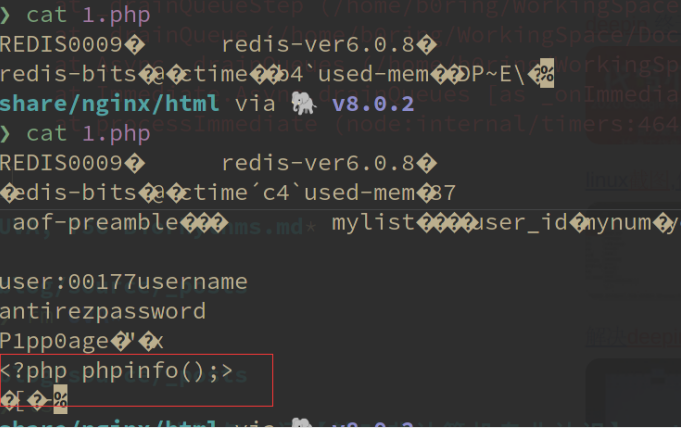 ❯ cat 1.php
REDIS0009� redis-ver6.0.8�
redis-bits�@�ctime��b4`used-mem��OP~E\�%
share/nginx/html via 🐘 v8.0.2
❯ cat 1.php
REDIS0009� redis-ver6.0.8�
�edis-bits�@�ctime´c4`used-mem�87
aof-preamble��� mylist����user_id�mynum�y
user:00177username
antirezpassword
P1pp0age�"�x
<?php phpinfo();>
�[�~%
share/nginx/html via 🐘 v8.0.2